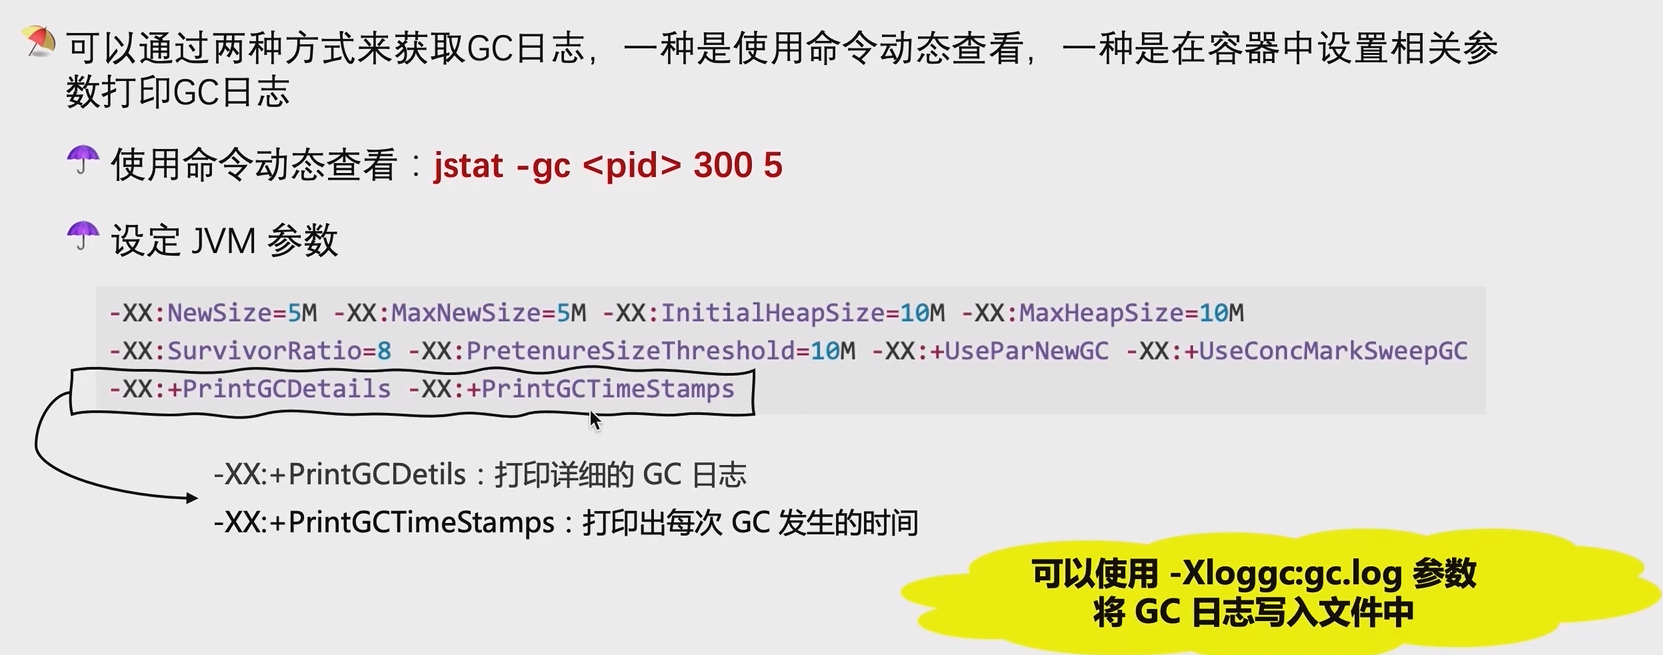 可以通过两种方式来获取GC日志，一种是使用命令动态查看，一种是在容器中设置相关参
数打印GC日志
使用命令动态查看：jstat -gc <pid> 300 5
设定 JVM 参数
-XX:NewSize=5M -XX:MaxNewSize=5M -XX:InitialHeapSize=10M -XX:MaxHeapSize=10M
-XX:SurvivorRatio=8 -XX:PretenureSizeThreshold=10M -XX:+UseParNewGC -XX:+UseConcMarkSweepGC
-XX:+PrintGCDetails -XX:+PrintGCTimeStamps
-XX:+PrintGCDetils：打印详细的 GC 日志
-XX:+PrintGCTimeStamps：打印出每次 GC 发生的时间
可以使用 -Xloggc:gc.log 参数
将 GC 日志写入文件中